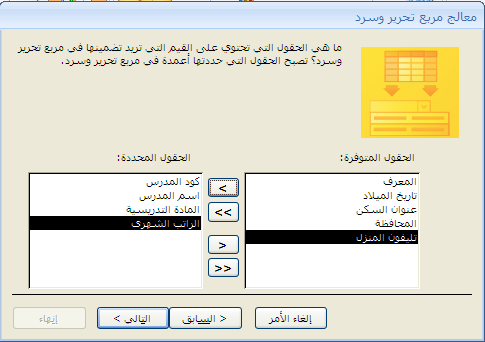 معالج مربع تحرير وسرد
ما هي الحقول التي تحتوي على القيم التي تريد تضمينها في مربع تحرير
وسرد؟ تصبح الحقول التي حددتها أعمدة في مربع تحرير وسرد.
الحقول المتوفرة:
المعرف
تاريخ الميلاد
عنوان السكن
المحافظة
تليفون المنزل
>
>>
<
<<
الحقول المحددة:
كود المدرس
اسم المدرس
المادة التدريسية
الراتب الشهرى
إلغاء الأمر
< السابق
التالي >
إنهاء